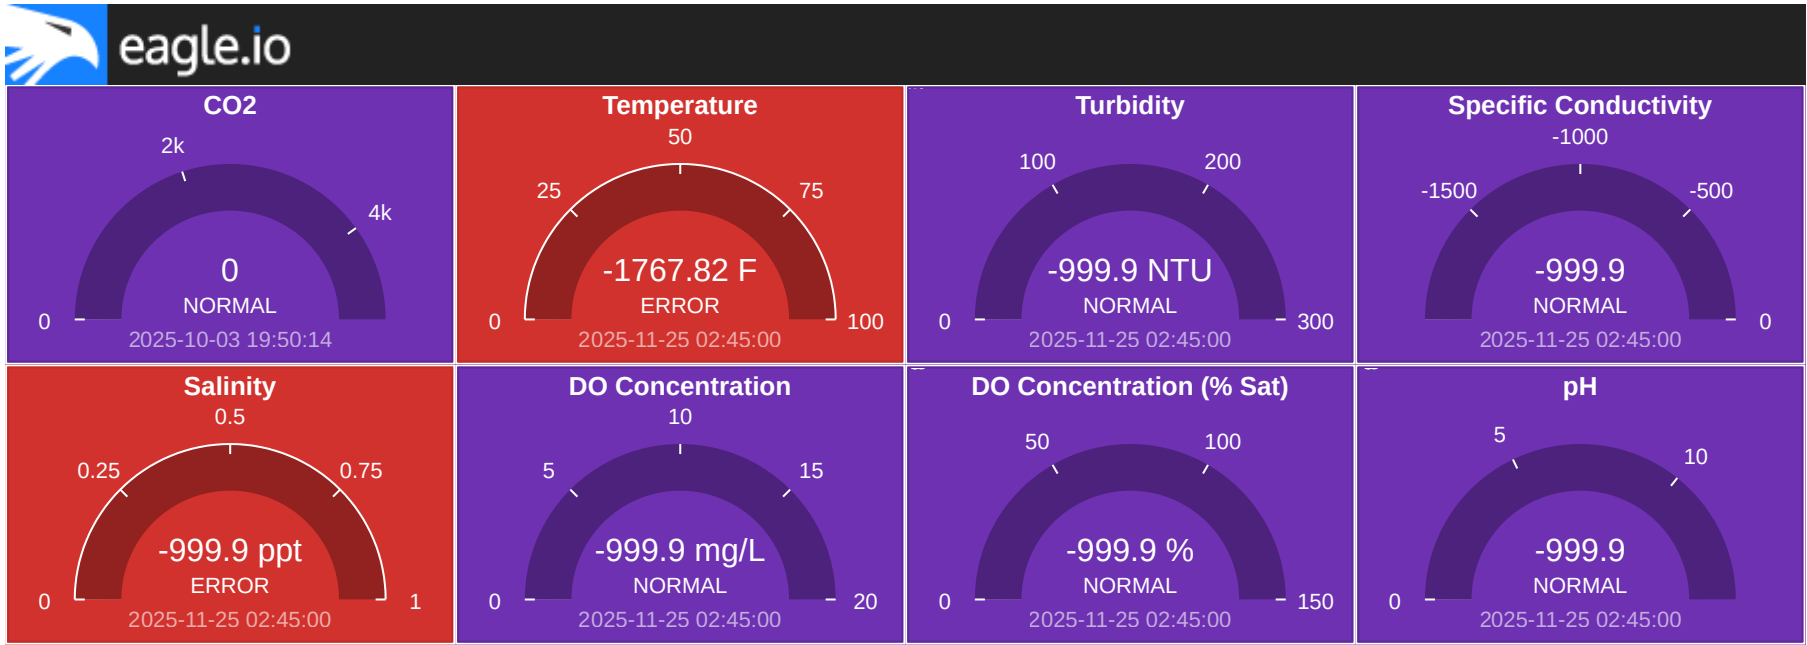 eagle.io
CO2
2k
4k
0
0
NORMAL
2025-10-03 19:50:14
Temperature
50
25
75
0
100
-1767.82 F
ERROR
2025-11-25 02:45:00
Turbidity
100
200
0
300
-999.9 NTU
NORMAL
2025-11-25 02:45:00
Specific Conductivity
-1000
-1500
-500
0
-999.9
NORMAL
2025-11-25 02:45:00
Salinity
0.5
0.25
0.75
0
1
-999.9 ppt
ERROR
2025-11-25 02:45:00
DO Concentration
10
5
15
0
20
-999.9 mg/L
NORMAL
2025-11-25 02:45:00
DO Concentration (% Sat)
50
100
0
150
-999.9 %
NORMAL
2025-11-25 02:45:00
pH
5
10
0
-999.9
NORMAL
2025-11-25 02:45:00